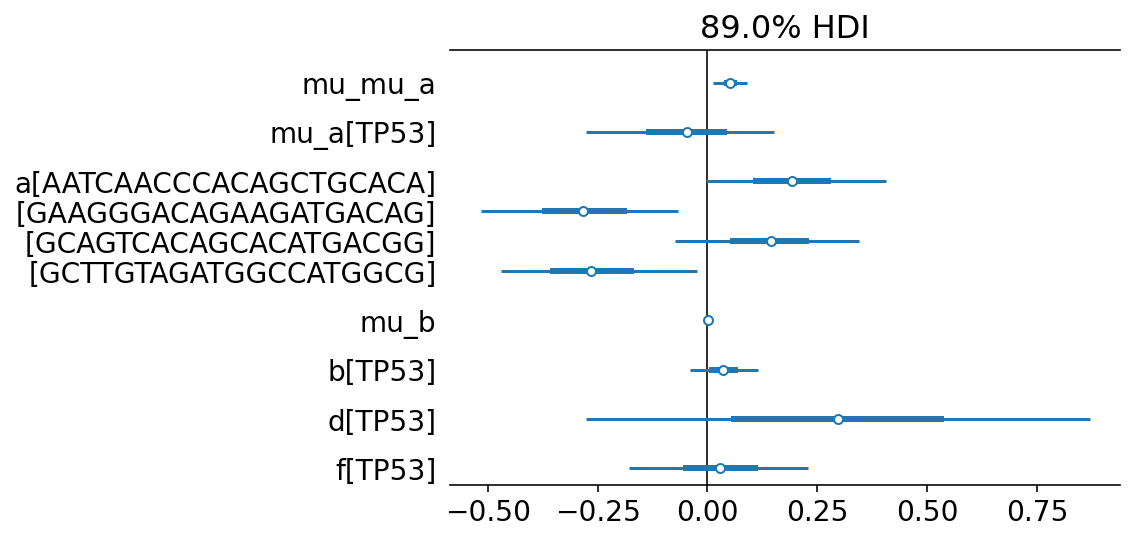 89.0% HDI
mu_mu_a
mu_a[TP53]
a[AATCAACCCACAGCTGCACA]
[GAAGGGACAGAAGATGACAG]
[GCAGTCACAGCACATGACGG]
[GCTTGTAGATGGCCATGGCG]
mu_b
b[TP53]
d[TP53]
f[TP53]
−0.50 −0.25 0.00 0.25 0.50 0.75